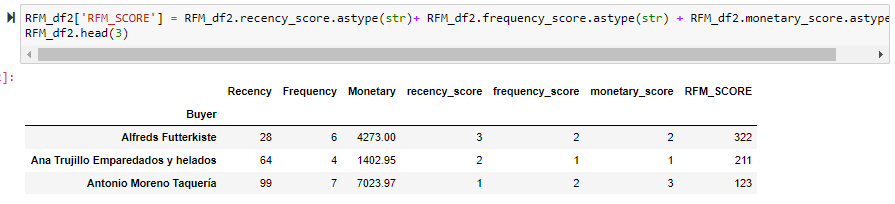 RFM_df2['RFM_SCORE'] = RFM_df2.recency_score.astype(str)+ RFM_df2.frequency_score.astype(str) + RFM_df2.monetary_score.astype
RFM_df2.head(3)
]:
Recency Frequency Monetary recency_score frequency_score monetary_score RFM_SCORE
Buyer
Alfreds Futterkiste 28 6 4273.00 3 2 2 322
Ana Trujillo Emparedados y helados 64 4 1402.95 2 1 1 211
Antonio Moreno Taquería 99 7 7023.97 1 2 3 123